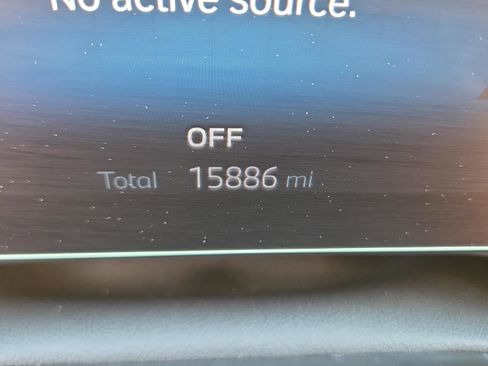 No active source.
OFF
Total 15886 mi